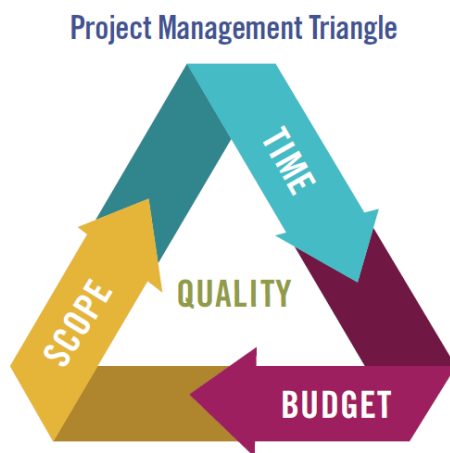 Project Management Triangle
TIME
QUALITY
SCOPE
BUDGET